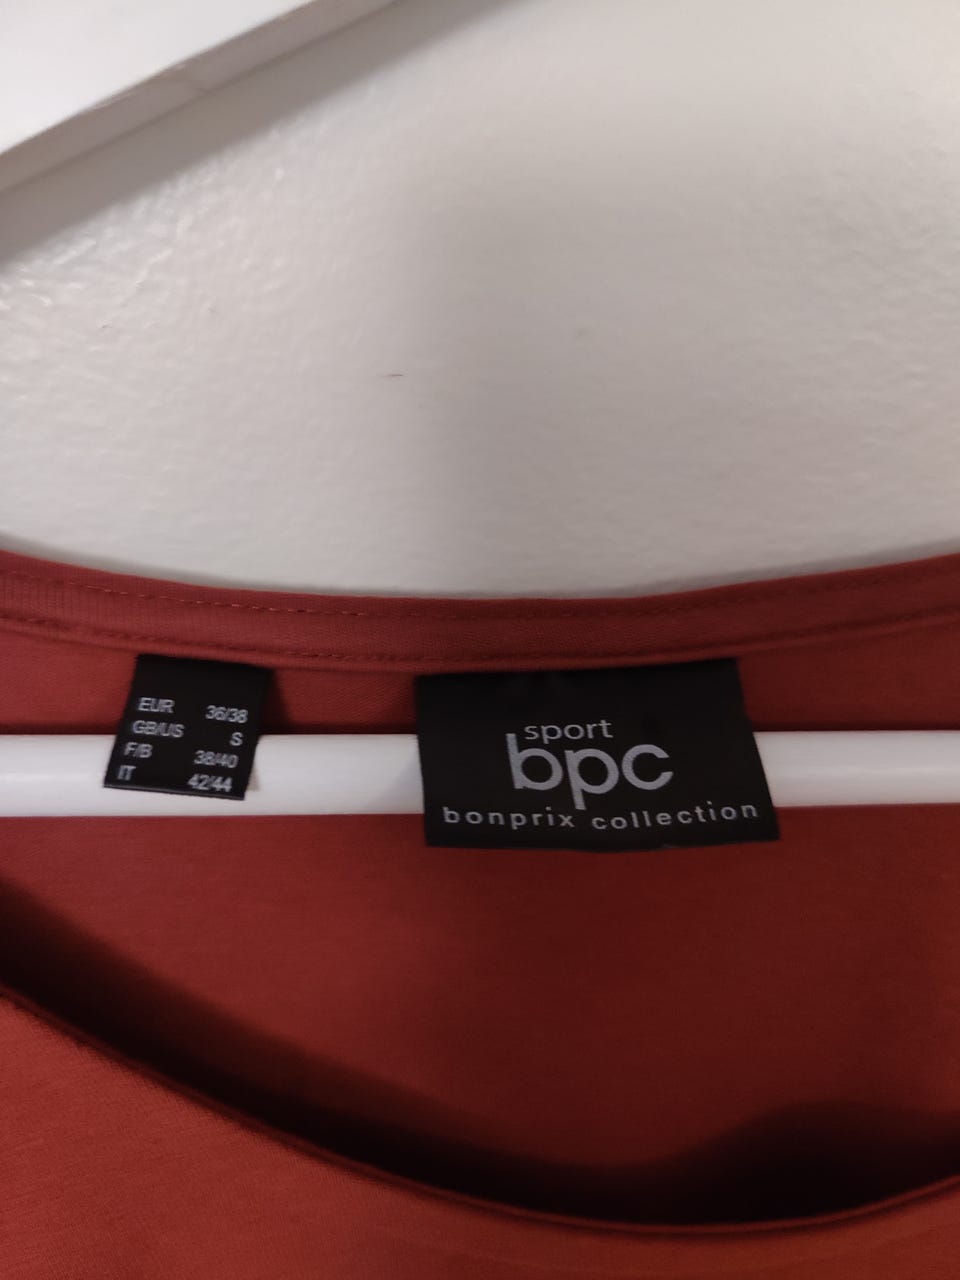 EUR 36/38
GB/US S
F/B 38/40
IT 42/44
sport
bpc
bonprix collection